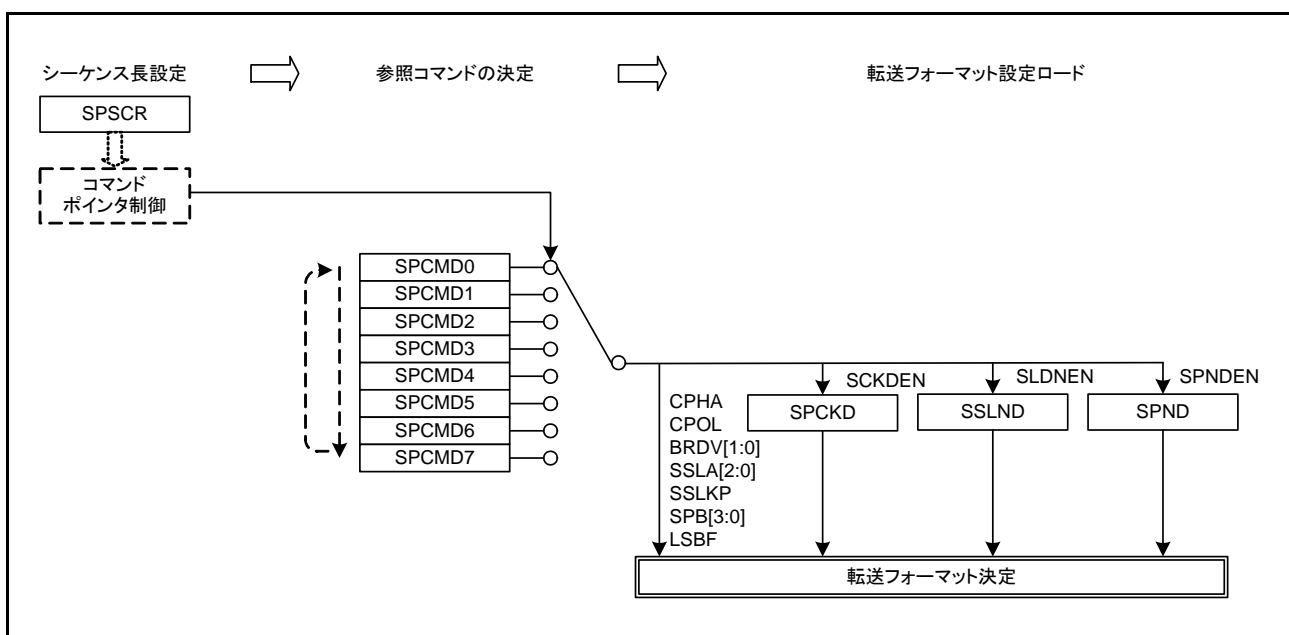 シーケンス長設定
参照コマンドの決定
転送フォーマット設定ロード
SPSCR
コマンド
ポインタ制御
SPCMD0
SPCMD1
SPCMD2
SPCMD3
SPCMD4
SPCMD5
SPCMD6
SPCMD7
CPHA
CPOL
BRDV[1:0]
SSLA[2:0]
SSLKP
SPB[3:0]
LSBF
SCKDEN
SPCKD
SLDNEN
SSLND
SPNDEN
SPND
転送フォーマット決定